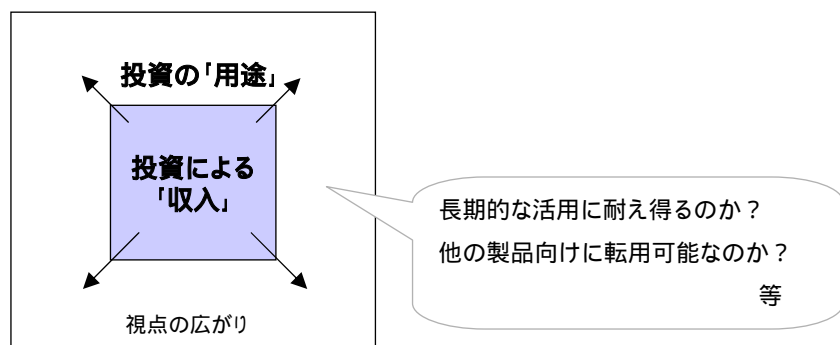 投資の｢用途｣
投資による
｢収入｣
視点の広がり
長期的な活用に耐え得るのか？
他の製品向けに転用可能なのか？
等